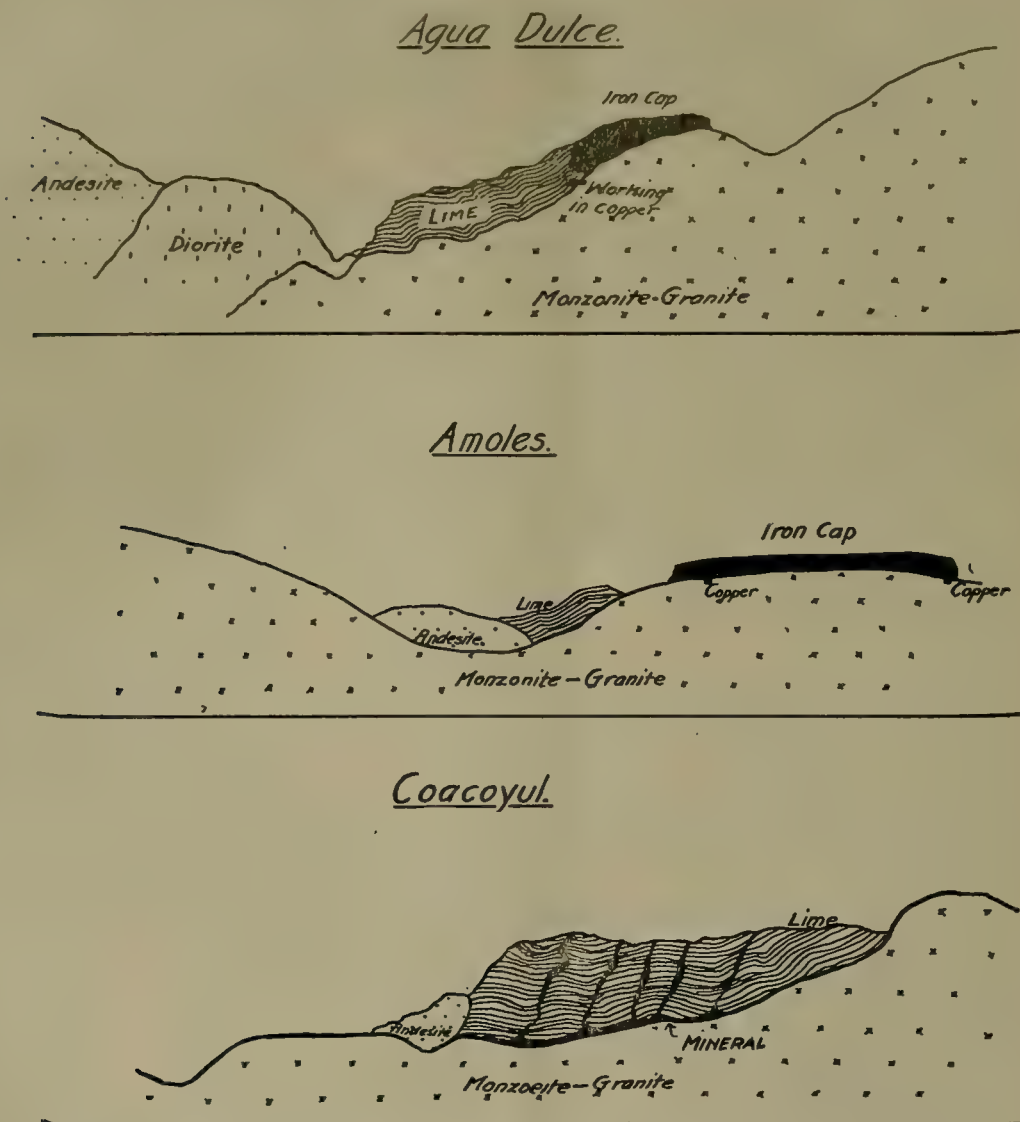 Agua Dulce.
Iron Cap
Andesite
LIME
Working
in copper
Diorite
Monzonite-Granite
Amoles.
Iron Cap
Copper
Copper
Lime
Andesite.
Monzonite-Granite
Coacoyul.
Lime
Andesite
MINERAL
Monzoeite-Granite